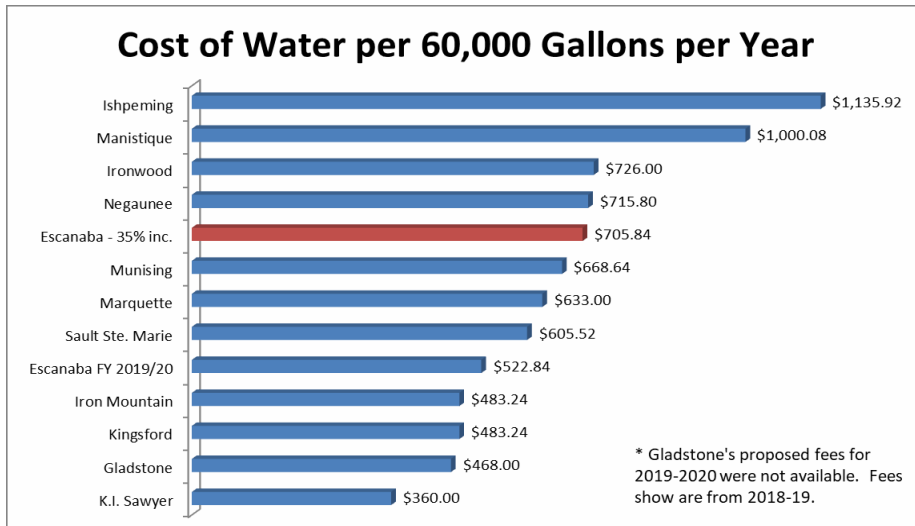 Cost of Water per 60,000 Gallons per Year
Ishpeming $1,135.92
Manistique $1,000.08
Ironwood $726.00
Negaunee $715.80
Escanaba - 35% inc. $705.84
Munising $668.64
Marquette $633.00
Sault Ste. Marie $605.52
Escanaba FY 2019/20 $522.84
Iron Mountain $483.24
Kingsford $483.24
Gladstone $468.00
K.I. Sawyer $360.00
* Gladstone's proposed fees for
2019-2020 were not available. Fees
show are from 2018-19.